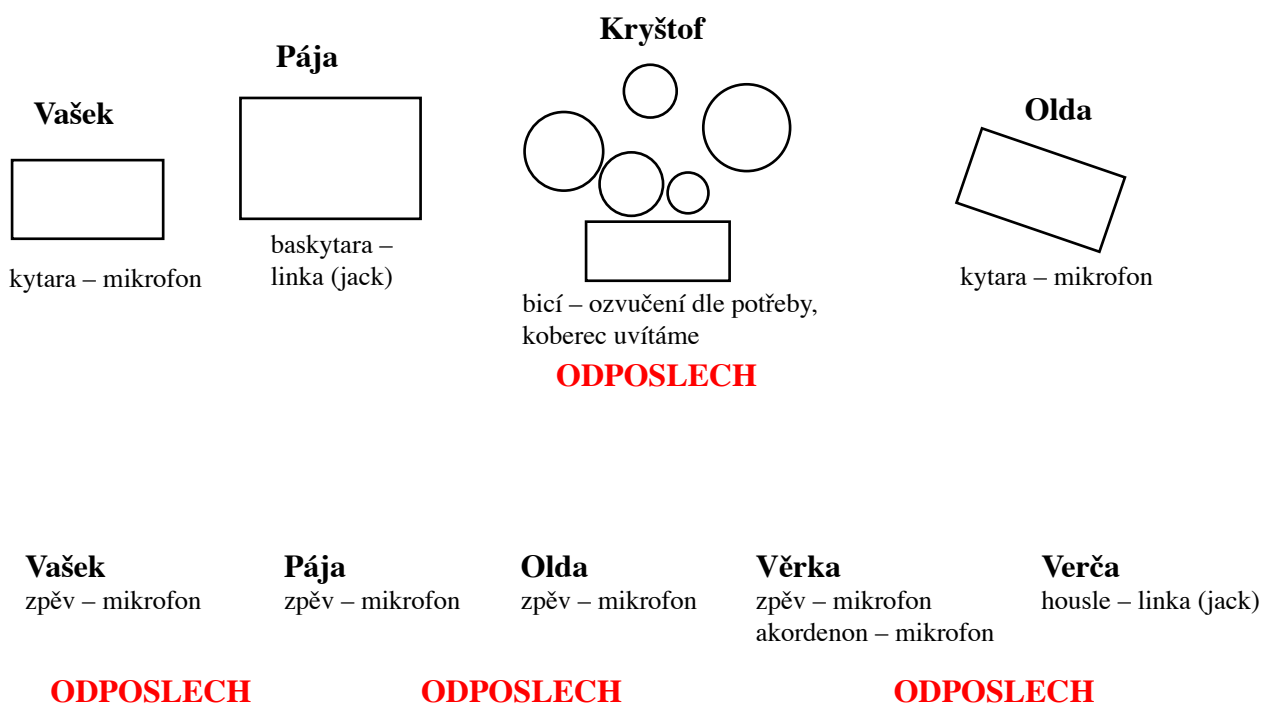 Kryštof
Pája
Vašek
Olda
baskytara –
linka (jack)
kytara – mikrofon
kytara – mikrofon
bicí – ozvučení dle potřeby,
koberec uvítáme
ODPOSLECH
Vašek
zpěv – mikrofon
Pája
zpěv – mikrofon
Olda
zpěv – mikrofon
Věrka
zpěv – mikrofon
akordenon – mikrofon
Verča
housle – linka (jack)
ODPOSLECH
ODPOSLECH
ODPOSLECH